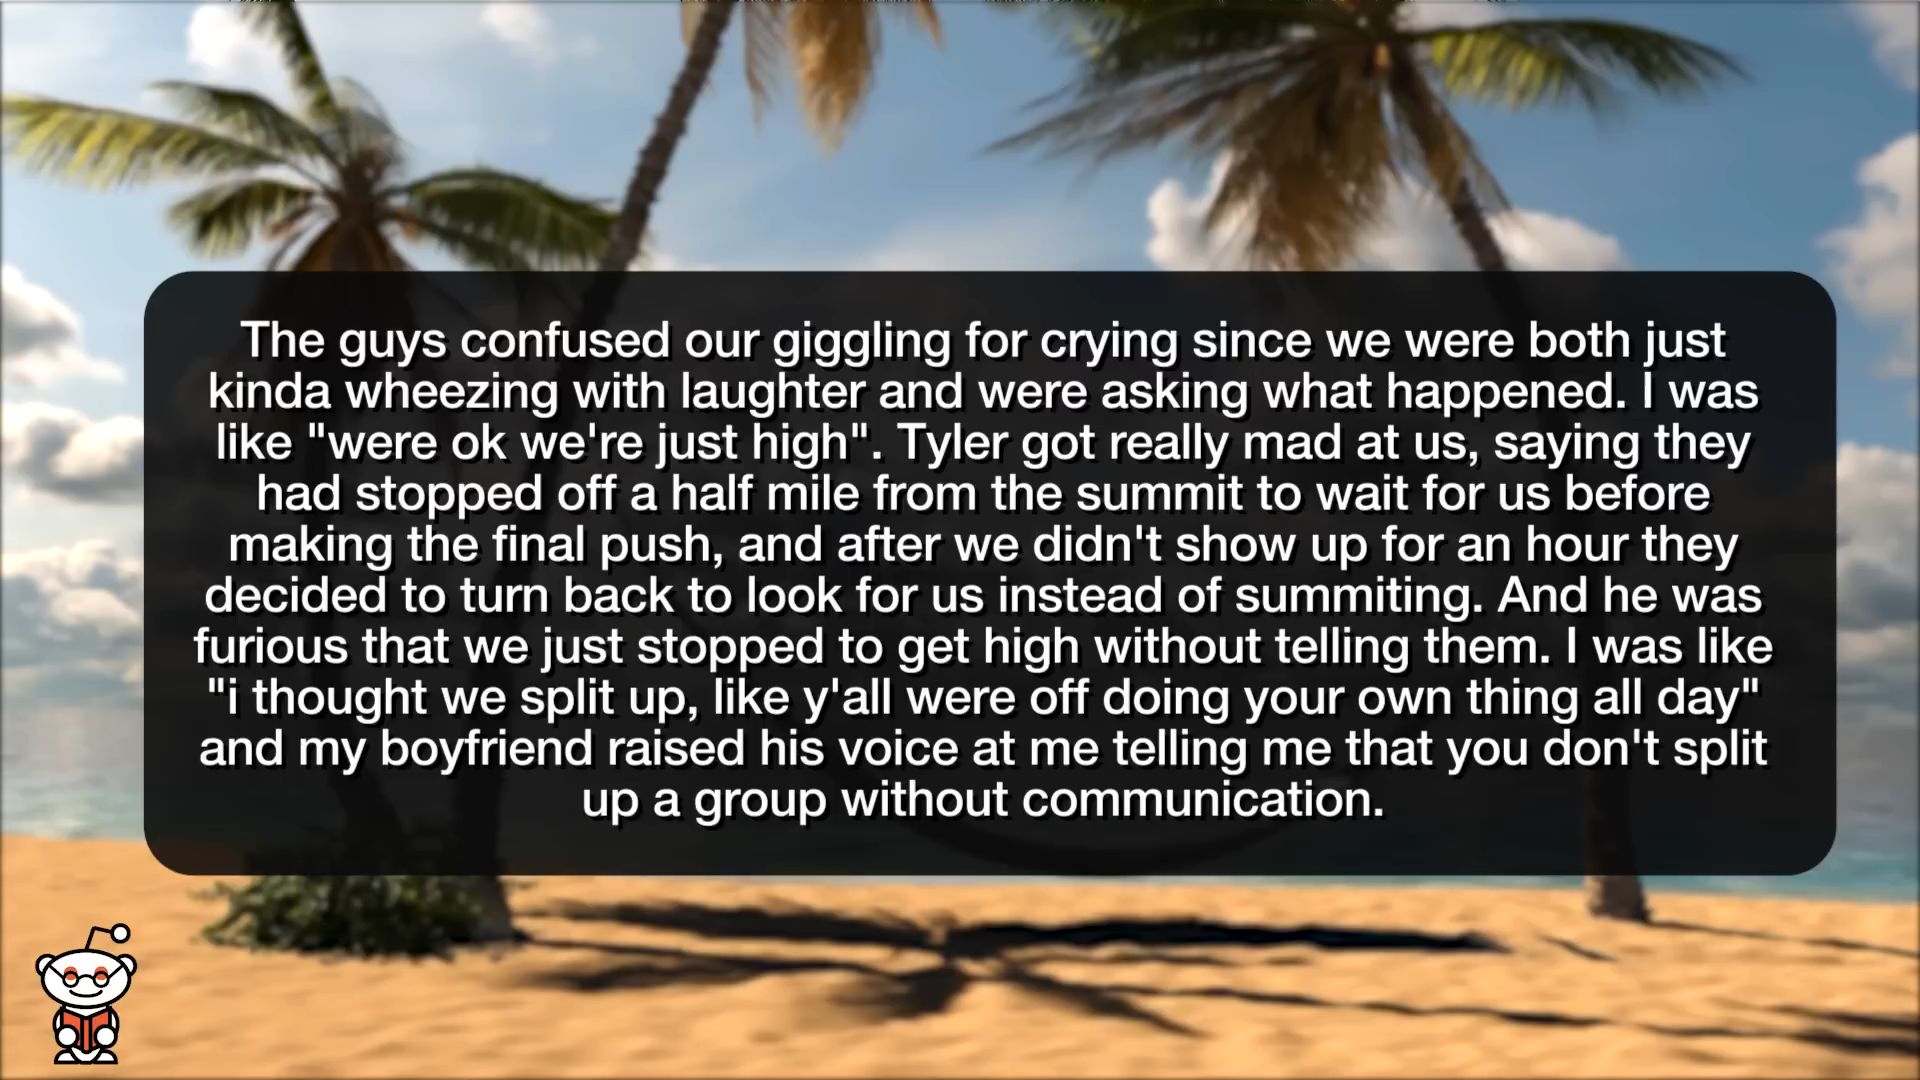 The guys confused our giggling for crying since we were both just
kinda wheezing with laughter and were asking what happened. I was
like "were ok we're just high". Tyler got really mad at us, saying they
had stopped off a half mile from the summit to wait for us before
making the final push, and after we didn't show up for an hour they
decided to turn back to look for us instead of summiting. And he was
furious that we just stopped to get high without telling them. I was like
"i thought we split up, like y'all were off doing your own thing all day"
and my boyfriend raised his voice at me telling me that you don't split
up a group without communication.